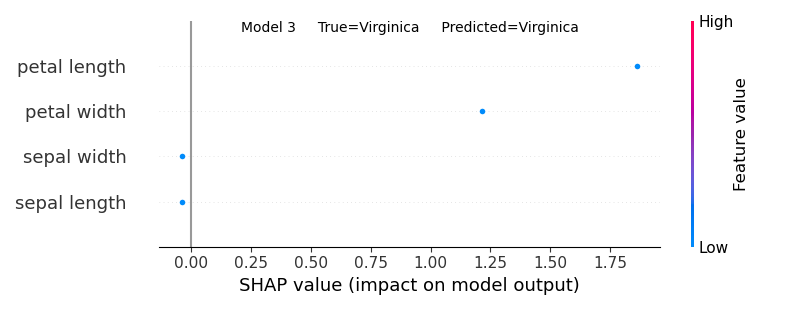 Model 3 True=Virginica Predicted=Virginica
High
petal length
petal width
sepal width
sepal length
Feature value
Low
0.00 0.25 0.50 0.75 1.00 1.25 1.50 1.75
SHAP value (impact on model output)